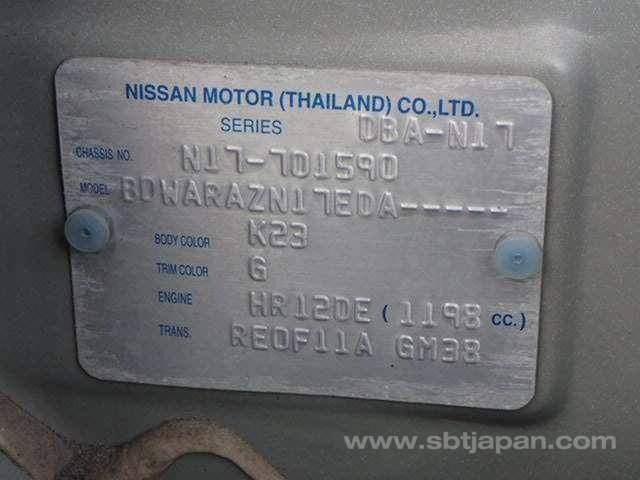 NISSAN MOTOR (THAILAND) CO.,LTD.
SERIES DBA-N17
CHASSIS NO. N17-701590
MODEL BDWARAZN17EDA-----
BODY COLOR K23
TRIM COLOR G
ENGINE HR12DE (1198 CC.)
TRANS. RE0F11A GM38
www.sbtjapan.com